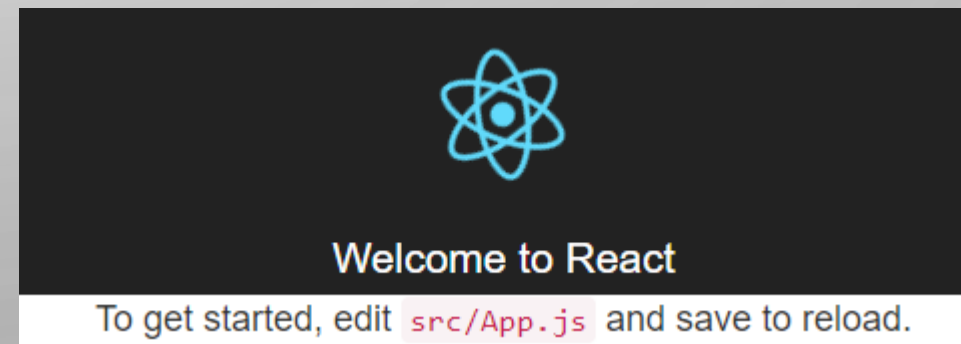 Welcome to React
To get started, edit src/App.js and save to reload.